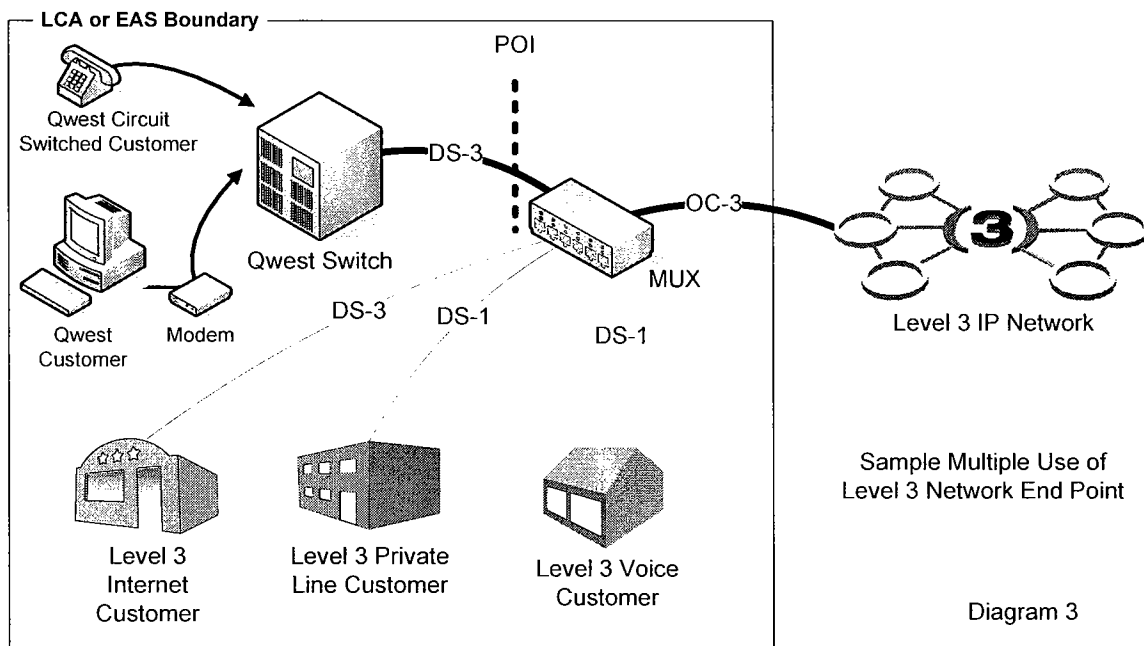 LCA or EAS Boundary
POI
Qwest Circuit
Switched Customer
DS-3
OC-3
(3)
Qwest Switch
MUX
Level 3 IP Network
Qwest
Customer
Modem
DS-3
DS-1
DS-1
Level 3
Internet
Customer
Level 3 Private
Line Customer
Level 3 Voice
Customer
Sample Multiple Use of
Level 3 Network End Point
Diagram 3